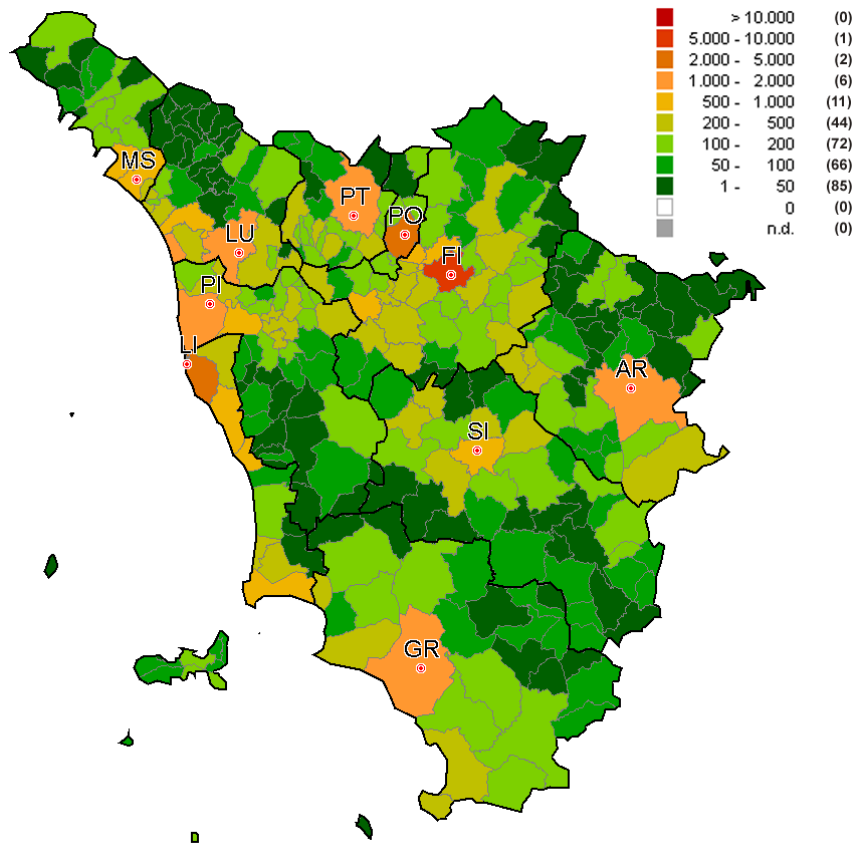 > 10.000 (0)
5.000 - 10.000 (1)
2.000 - 5.000 (2)
1.000 - 2.000 (6)
500 - 1.000 (11)
200 - 500 (44)
100 - 200 (72)
50 - 100 (66)
1 - 50 (85)
0 (0)
n.d. (0)
MS
PT
PO
LU
FI
PI
LI
AR
SI
GR